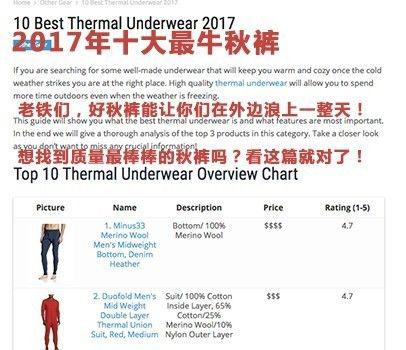 Home > Other Gear > 10 Best Thermal Underwear 2017
10 Best Thermal Underwear 2017
2017年十大最牛秋裤
If you are searching for some well-made underwear that will keep you warm and cozy once the cold
weather strikes you are at the right place. High quality thermal underwear will allow you to spend
more time outdoors even when the weather is freezing.
老铁们，好秋裤能让你们在外边浪上一整天！
This guide will show you what the best thermal underwear is and what features are most important.
In the end we will give a thorough analysis of the top 3 products in this category. Take a closer look
as you don't want to miss any crucial information!
想找到质量最棒棒的秋裤吗？看这篇就对了！
Top 10 Thermal Underwear Overview Chart
Picture Name Description Price Rating (1-5)
1. Minus33 Bottom/ 100% $$$$ 4.7
Merino Wool Merino Wool
Men's Midweight
Bottom, Denim
Heather
2. Duofold Men's Suit/ 100% Cotton $$$ 4.7
Mid Weight Inside Layer, 65%
Double Layer Cotton/25%
Thermal Union Merino Wool/10%
Suit, Red, Medium Nylon Outer Layer